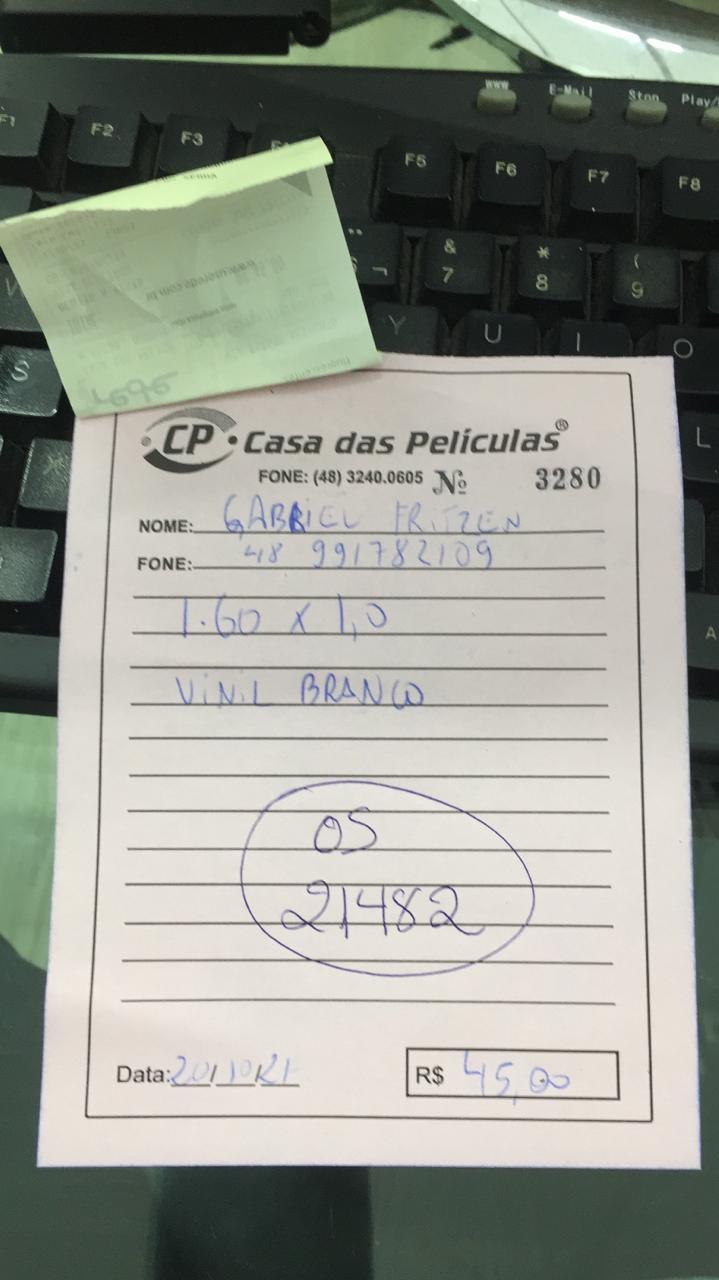 WWW E-Mail Stop Play/
F1 F2 F3 F5 F6 F7 F8
& 7 * 8 ( 9
Y U I O
S
L
A
CP Casa das Películas®
FONE: (48) 3240.0605 Nº 3280
NOME: GABRIEL FRITZEN
FONE: 48 991782109
1.60 x 1,0
VINIL BRANCO
OS
21482
Data: 20/10/21 R$ 45,00